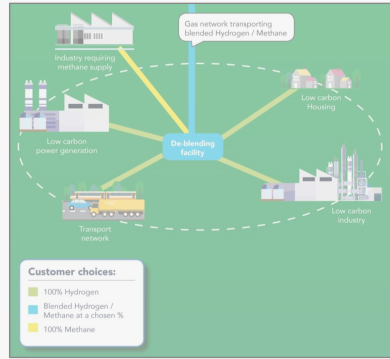 Gas network transporting
blended Hydrogen / Methane
Industry requiring
methane supply
Low carbon
Housing
Low carbon
power generation
De-blending
facility
Transport
network
Low carbon
industry
Customer choices:
100% Hydrogen
Blended Hydrogen /
Methane at a chosen %
100% Methane